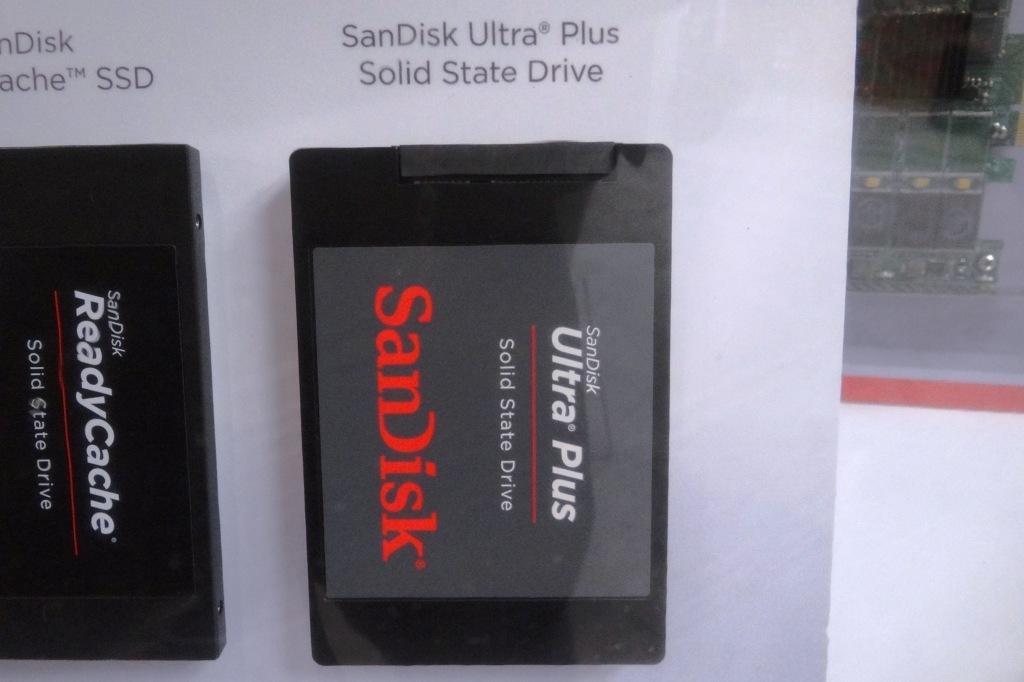 nDisk
ache™ SSD
SanDisk Ultra® Plus
Solid State Drive
SanDisk
ReadyCache®
Solid State Drive
SanDisk
Ultra® Plus
Solid State Drive
SanDisk®